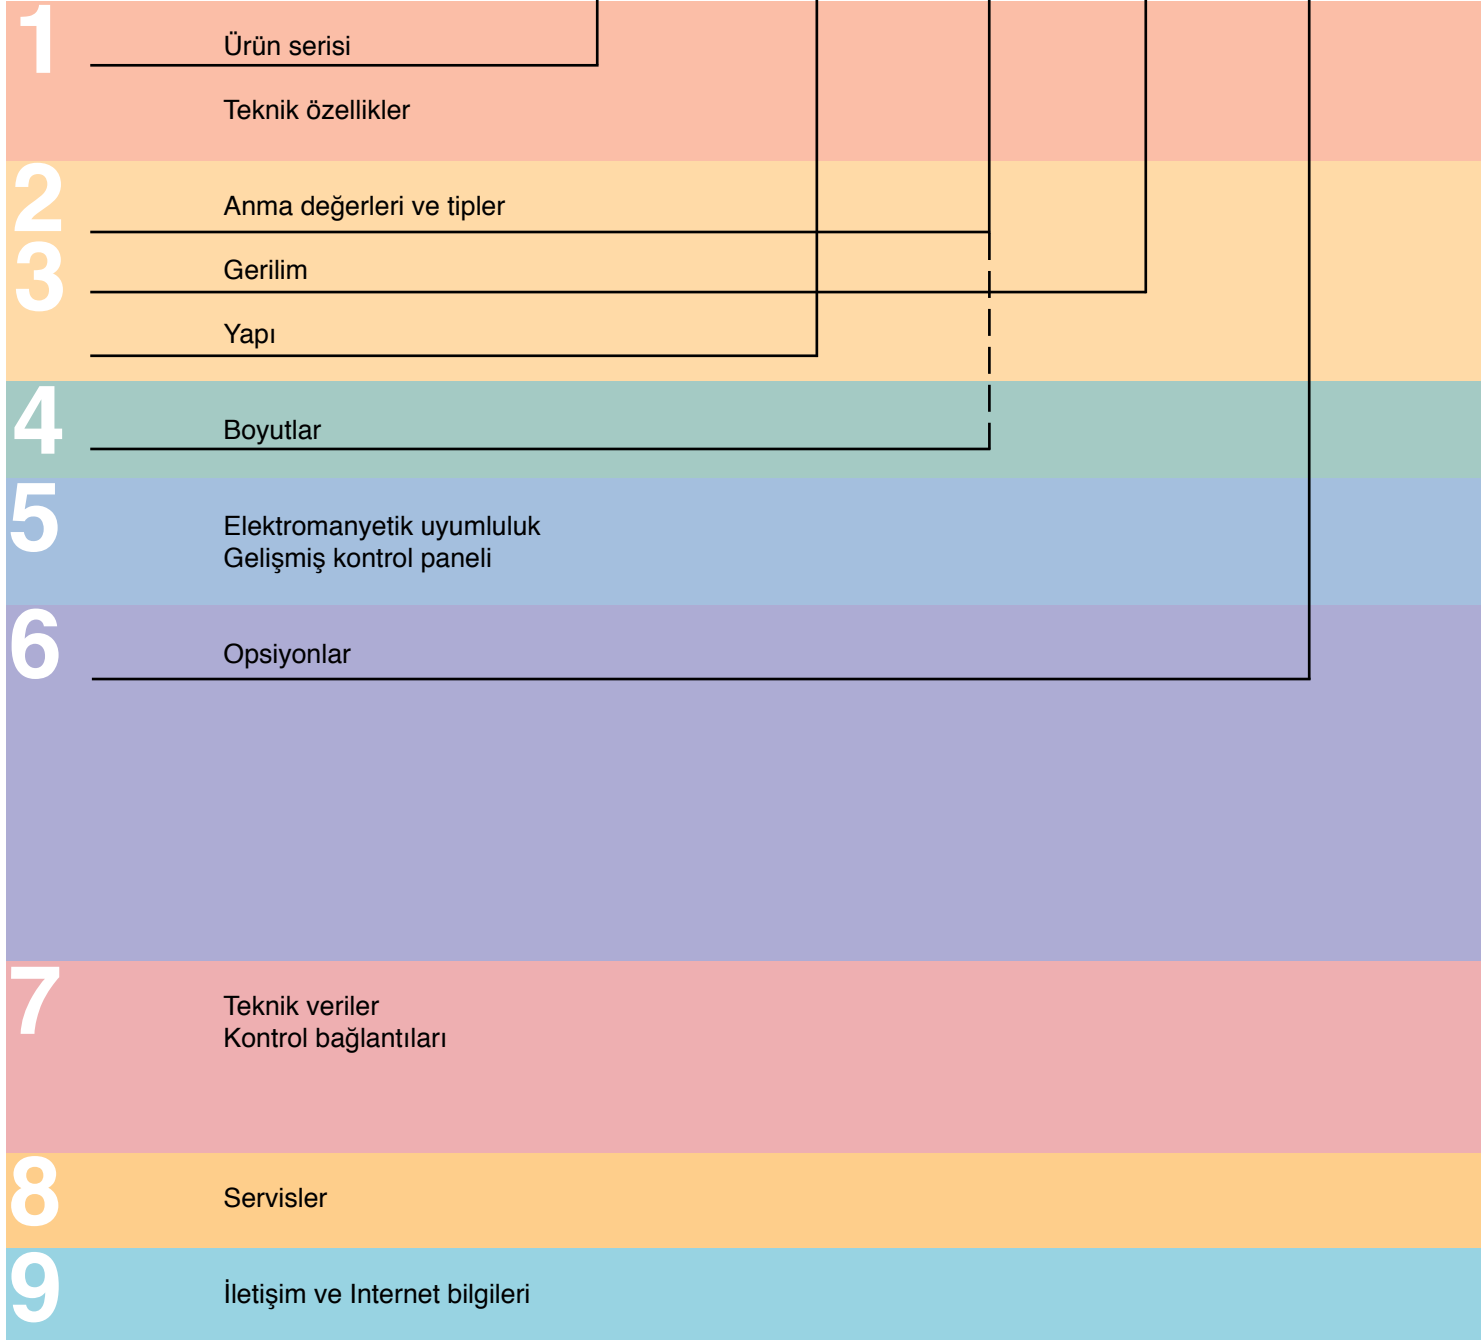 1
Ürün serisi
Teknik özellikler
2
Anma değerleri ve tipler
3
Gerilim
Yapı
4
Boyutlar
5
Elektromanyetik uyumluluk
Gelişmiş kontrol paneli
6
Opsiyonlar
7
Teknik veriler
Kontrol bağlantıları
8
Servisler
9
İletişim ve Internet bilgileri